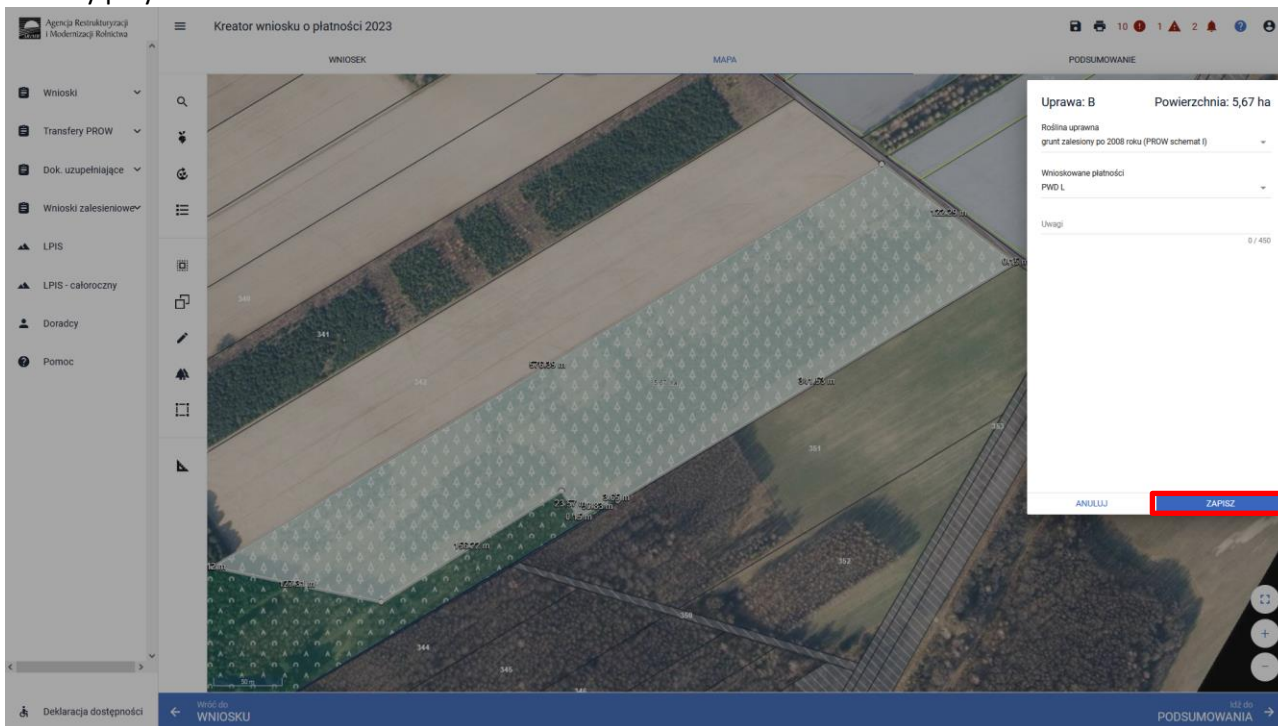 Agencja Restrukturyzacji
i Modernizacji Rolnictwa
Kreator wniosku o płatności 2023
10
1
2
WNIOSEK
MAPA
PODSUMOWANIE
Wnioski
Transfery PROW
Dok. uzupełniające
Wnioski zalesieniowe
LPIS
LPIS - całoroczny
Doradcy
Pomoc
Deklaracja dostępności
Uprawa: B
Powierzchnia: 5,67 ha
Roślina uprawna
grunt zalesiony po 2008 roku (PROW schemat I)
Wnioskowane płatności
PWD L
Uwagi
0 / 450
ANULUJ
ZAPISZ
341
342
351
353
352
344
345
50 m
Wróć do
WNIOSKU
Idź do
PODSUMOWANIA